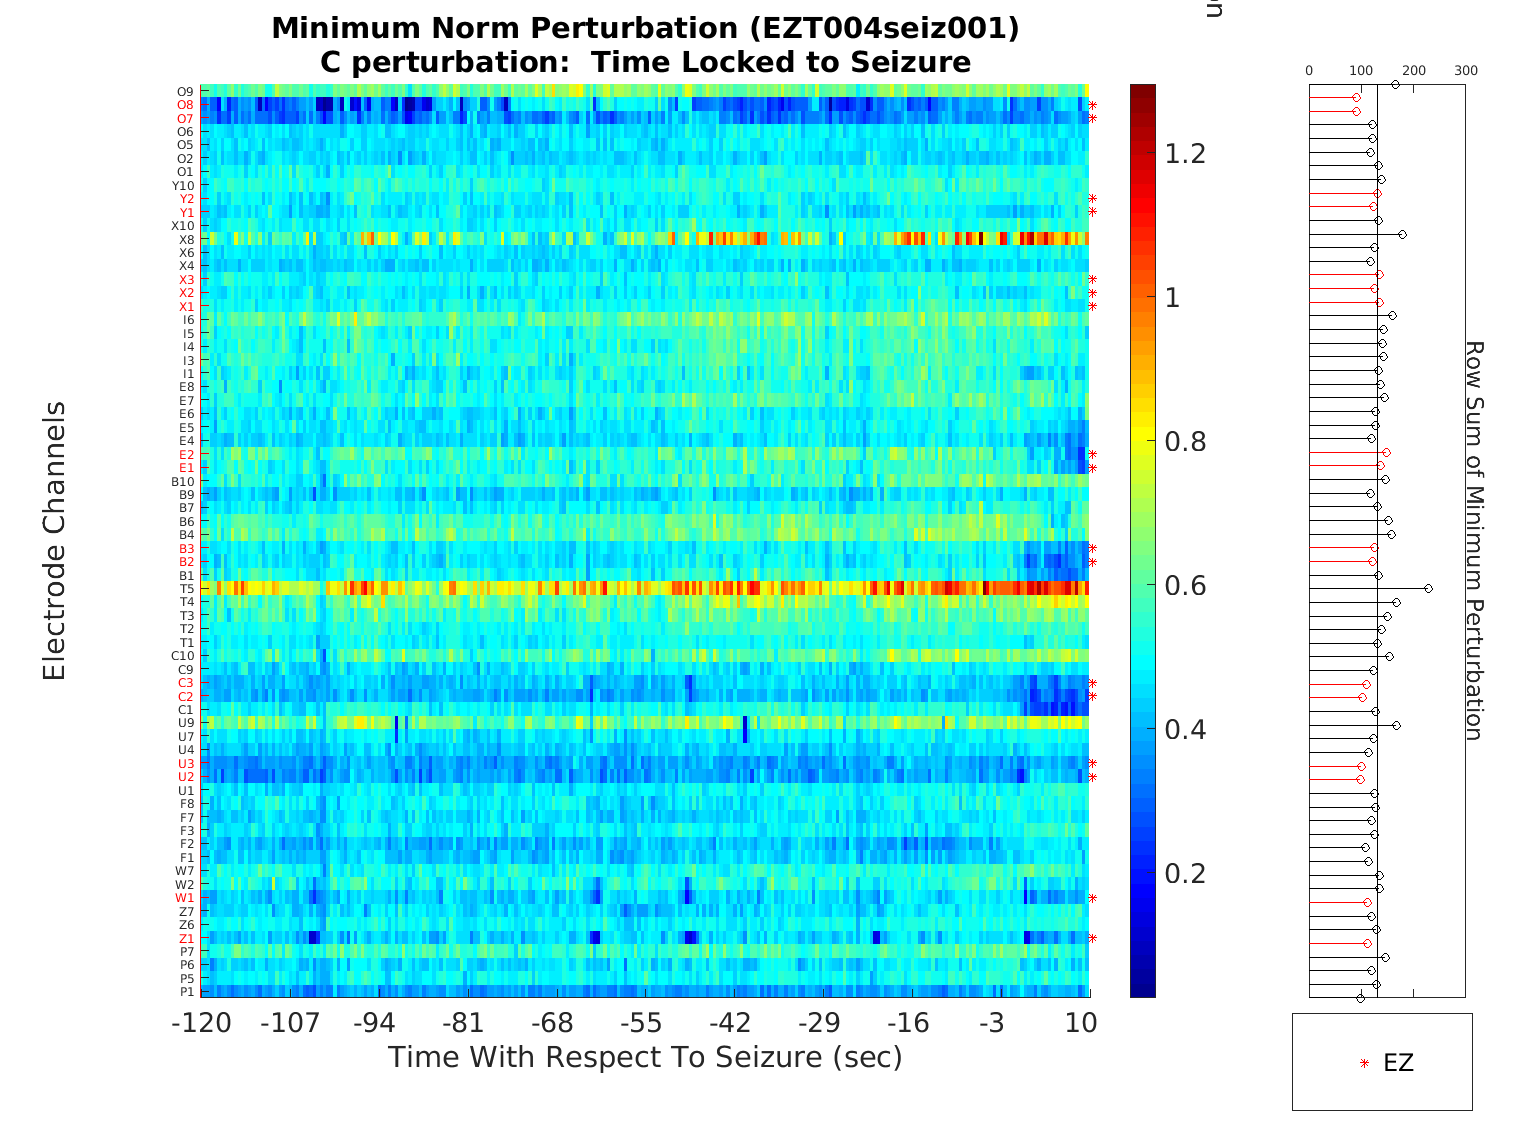 Minimum Norm Perturbation (EZT004seiz001)
C perturbation:  Time Locked to Seizure
Electrode Channels
O9
O8
O7
O6
O5
O2
O1
Y10
Y2
Y1
X10
X8
X6
X4
X3
X2
X1
I6
I5
I4
I3
I1
E8
E7
E6
E5
E4
E2
E1
B10
B9
B7
B6
B4
B3
B2
B1
T5
T4
T3
T2
T1
C10
C9
C3
C2
C1
U9
U7
U4
U3
U2
U1
F8
F7
F3
F2
F1
W7
W2
W1
Z7
Z6
Z1
P7
P6
P5
P1
-120 -107 -94 -81 -68 -55 -42 -29 -16 -3 10
Time With Respect To Seizure (sec)
1.2
1
0.8
0.6
0.4
0.2
0 100 200 300
Row Sum of Minimum Perturbation
EZ